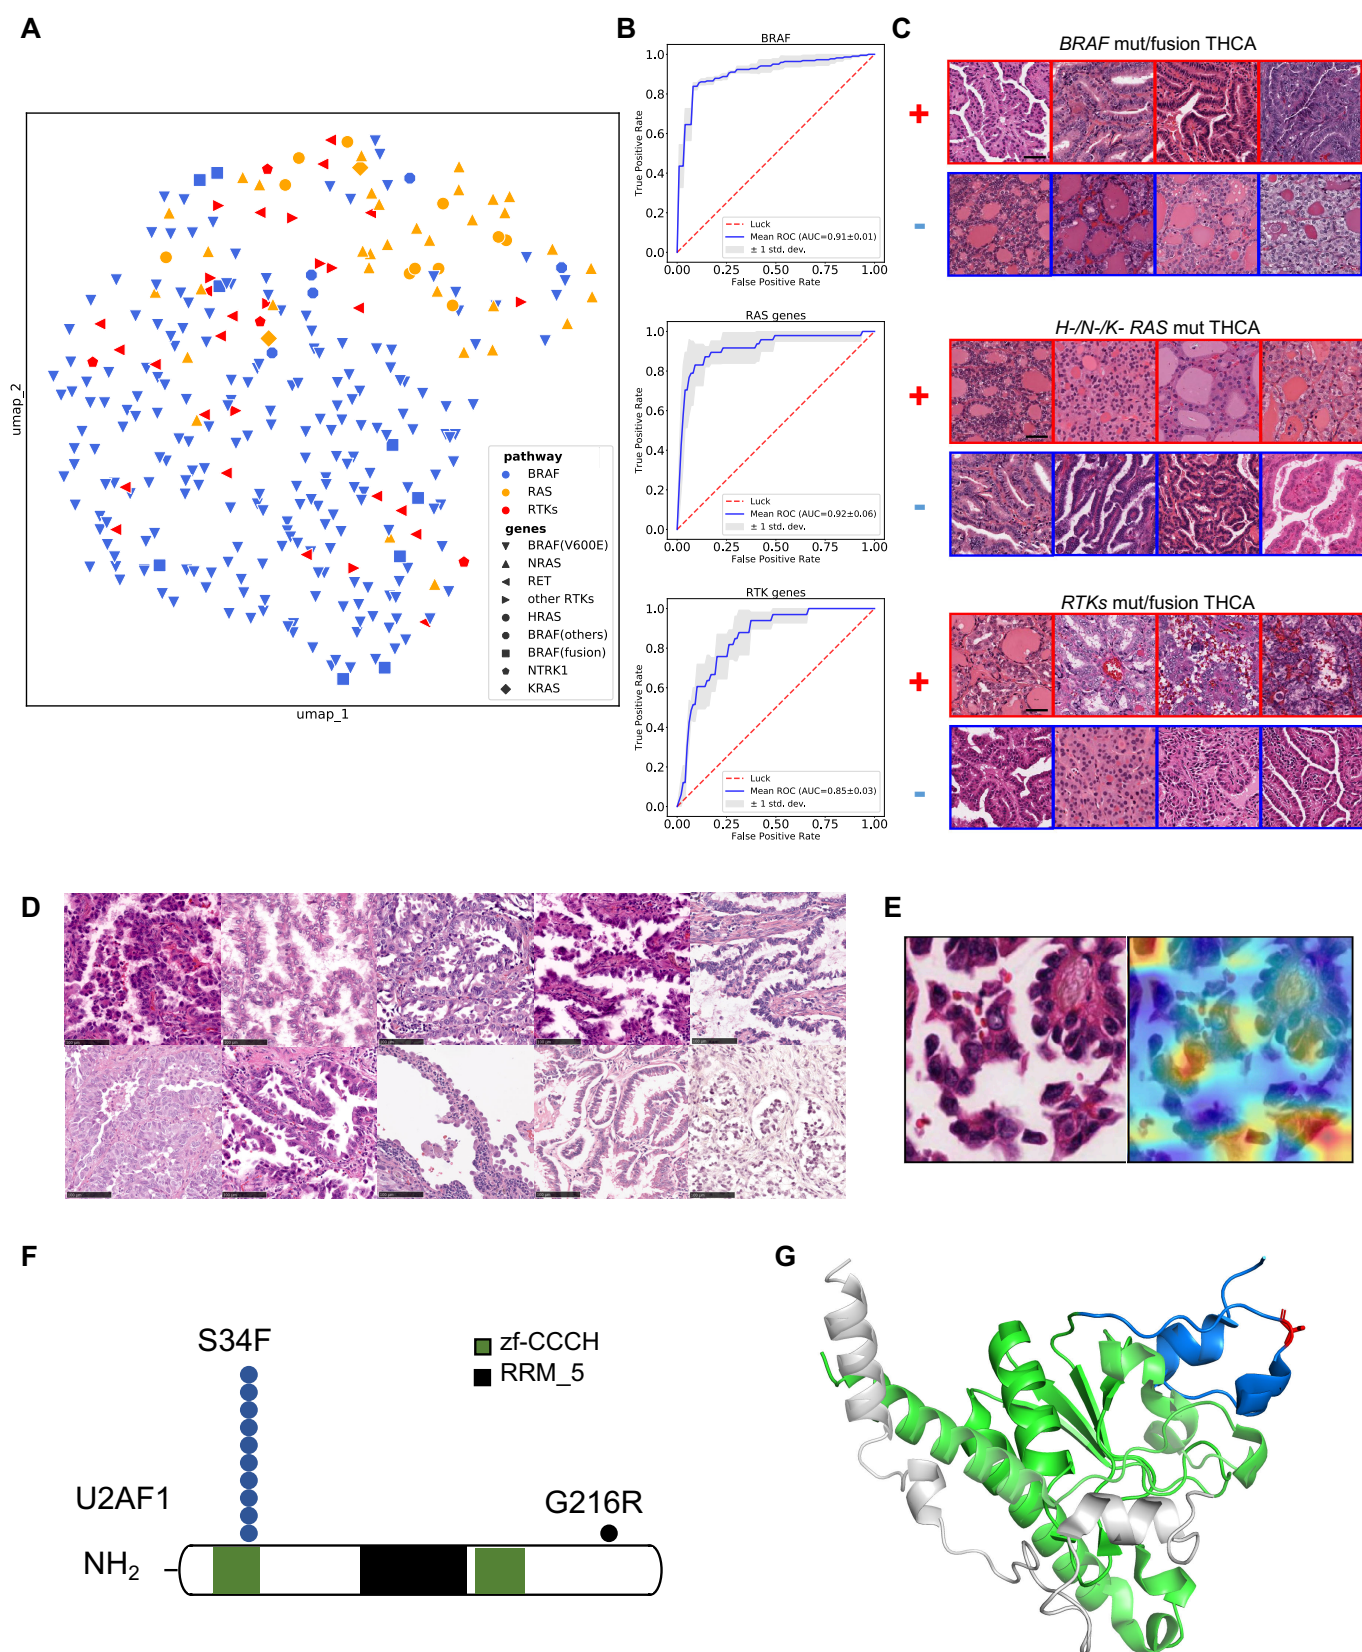 A
umap_2
umap_1
pathway
BRAF
RAS
RTKs
genes
BRAF(V600E)
NRAS
RET
other RTKs
HRAS
BRAF(others)
BRAF(fusion)
NTRK1
KRAS
B
BRAF
True Positive Rate
1.0
0.8
0.6
0.4
0.2
0.0
Luck
Mean ROC (AUC=0.91±0.01)
± 1 std. dev.
0.00 0.25 0.50 0.75 1.00
False Positive Rate
RAS genes
True Positive Rate
1.0
0.8
0.6
0.4
0.2
0.0
Luck
Mean ROC (AUC=0.92±0.06)
± 1 std. dev.
0.00 0.25 0.50 0.75 1.00
False Positive Rate
RTK genes
True Positive Rate
1.0
0.8
0.6
0.4
0.2
0.0
Luck
Mean ROC (AUC=0.85±0.03)
± 1 std. dev.
0.00 0.25 0.50 0.75 1.00
False Positive Rate
C
BRAF mut/fusion THCA
+
-
H-/N-/K- RAS mut THCA
+
-
RTKs mut/fusion THCA
+
-
D
E
F
S34F
zf-CCCH
RRM_5
U2AF1
G216R
NH2
G